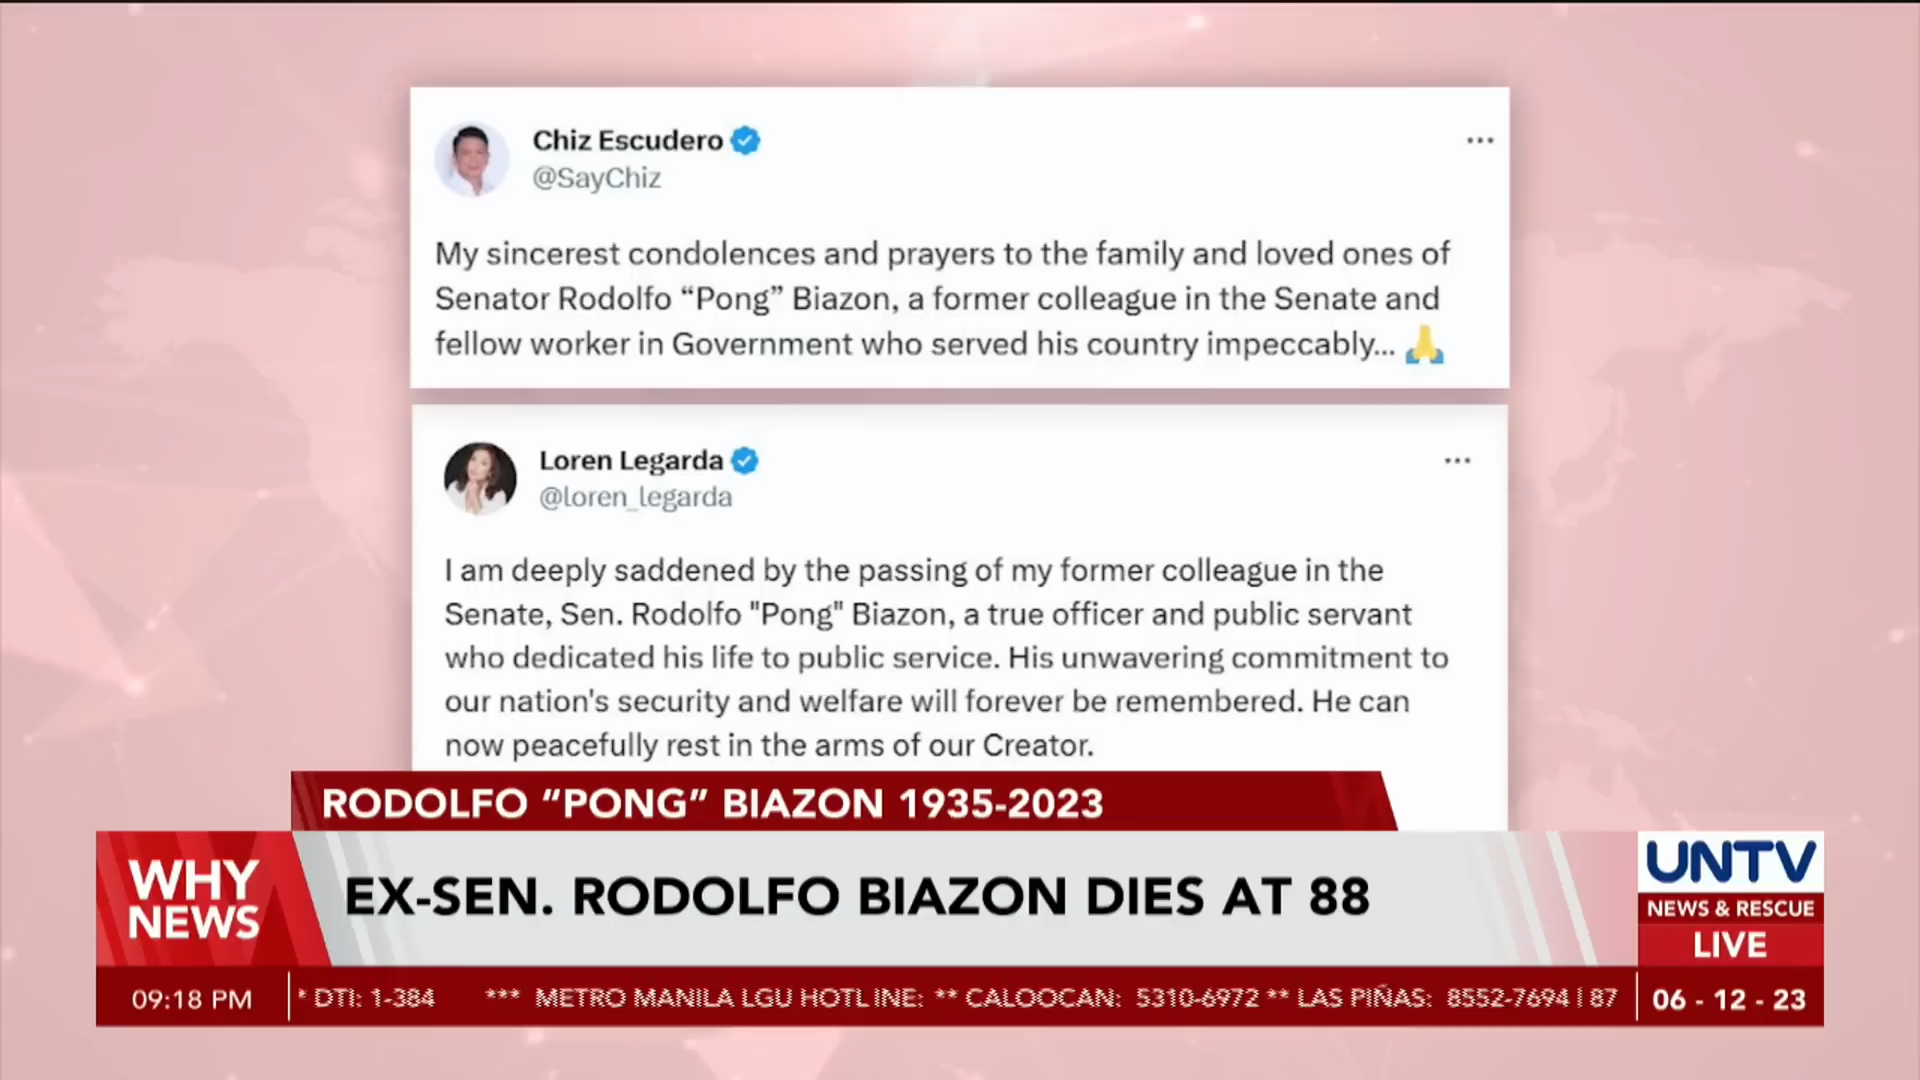 Chiz Escudero
@SayChiz
My sincerest condolences and prayers to the family and loved ones of
Senator Rodolfo “Pong” Biazon, a former colleague in the Senate and
fellow worker in Government who served his country impeccably... 🙏
Loren Legarda
@loren_legarda
I am deeply saddened by the passing of my former colleague in the
Senate, Sen. Rodolfo "Pong" Biazon, a true officer and public servant
who dedicated his life to public service. His unwavering commitment to
our nation's security and welfare will forever be remembered. He can
now peacefully rest in the arms of our Creator.
RODOLFO “PONG” BIAZON 1935-2023
WHY
NEWS
EX-SEN. RODOLFO BIAZON DIES AT 88
UNTV
NEWS & RESCUE
LIVE
09:18 PM
* DTI: 1-384 *** METRO MANILA LGU HOTLINE: ** CALOOCAN: 5310-6972 ** LAS PIÑAS: 8552-7694 | 87
06 - 12 - 23